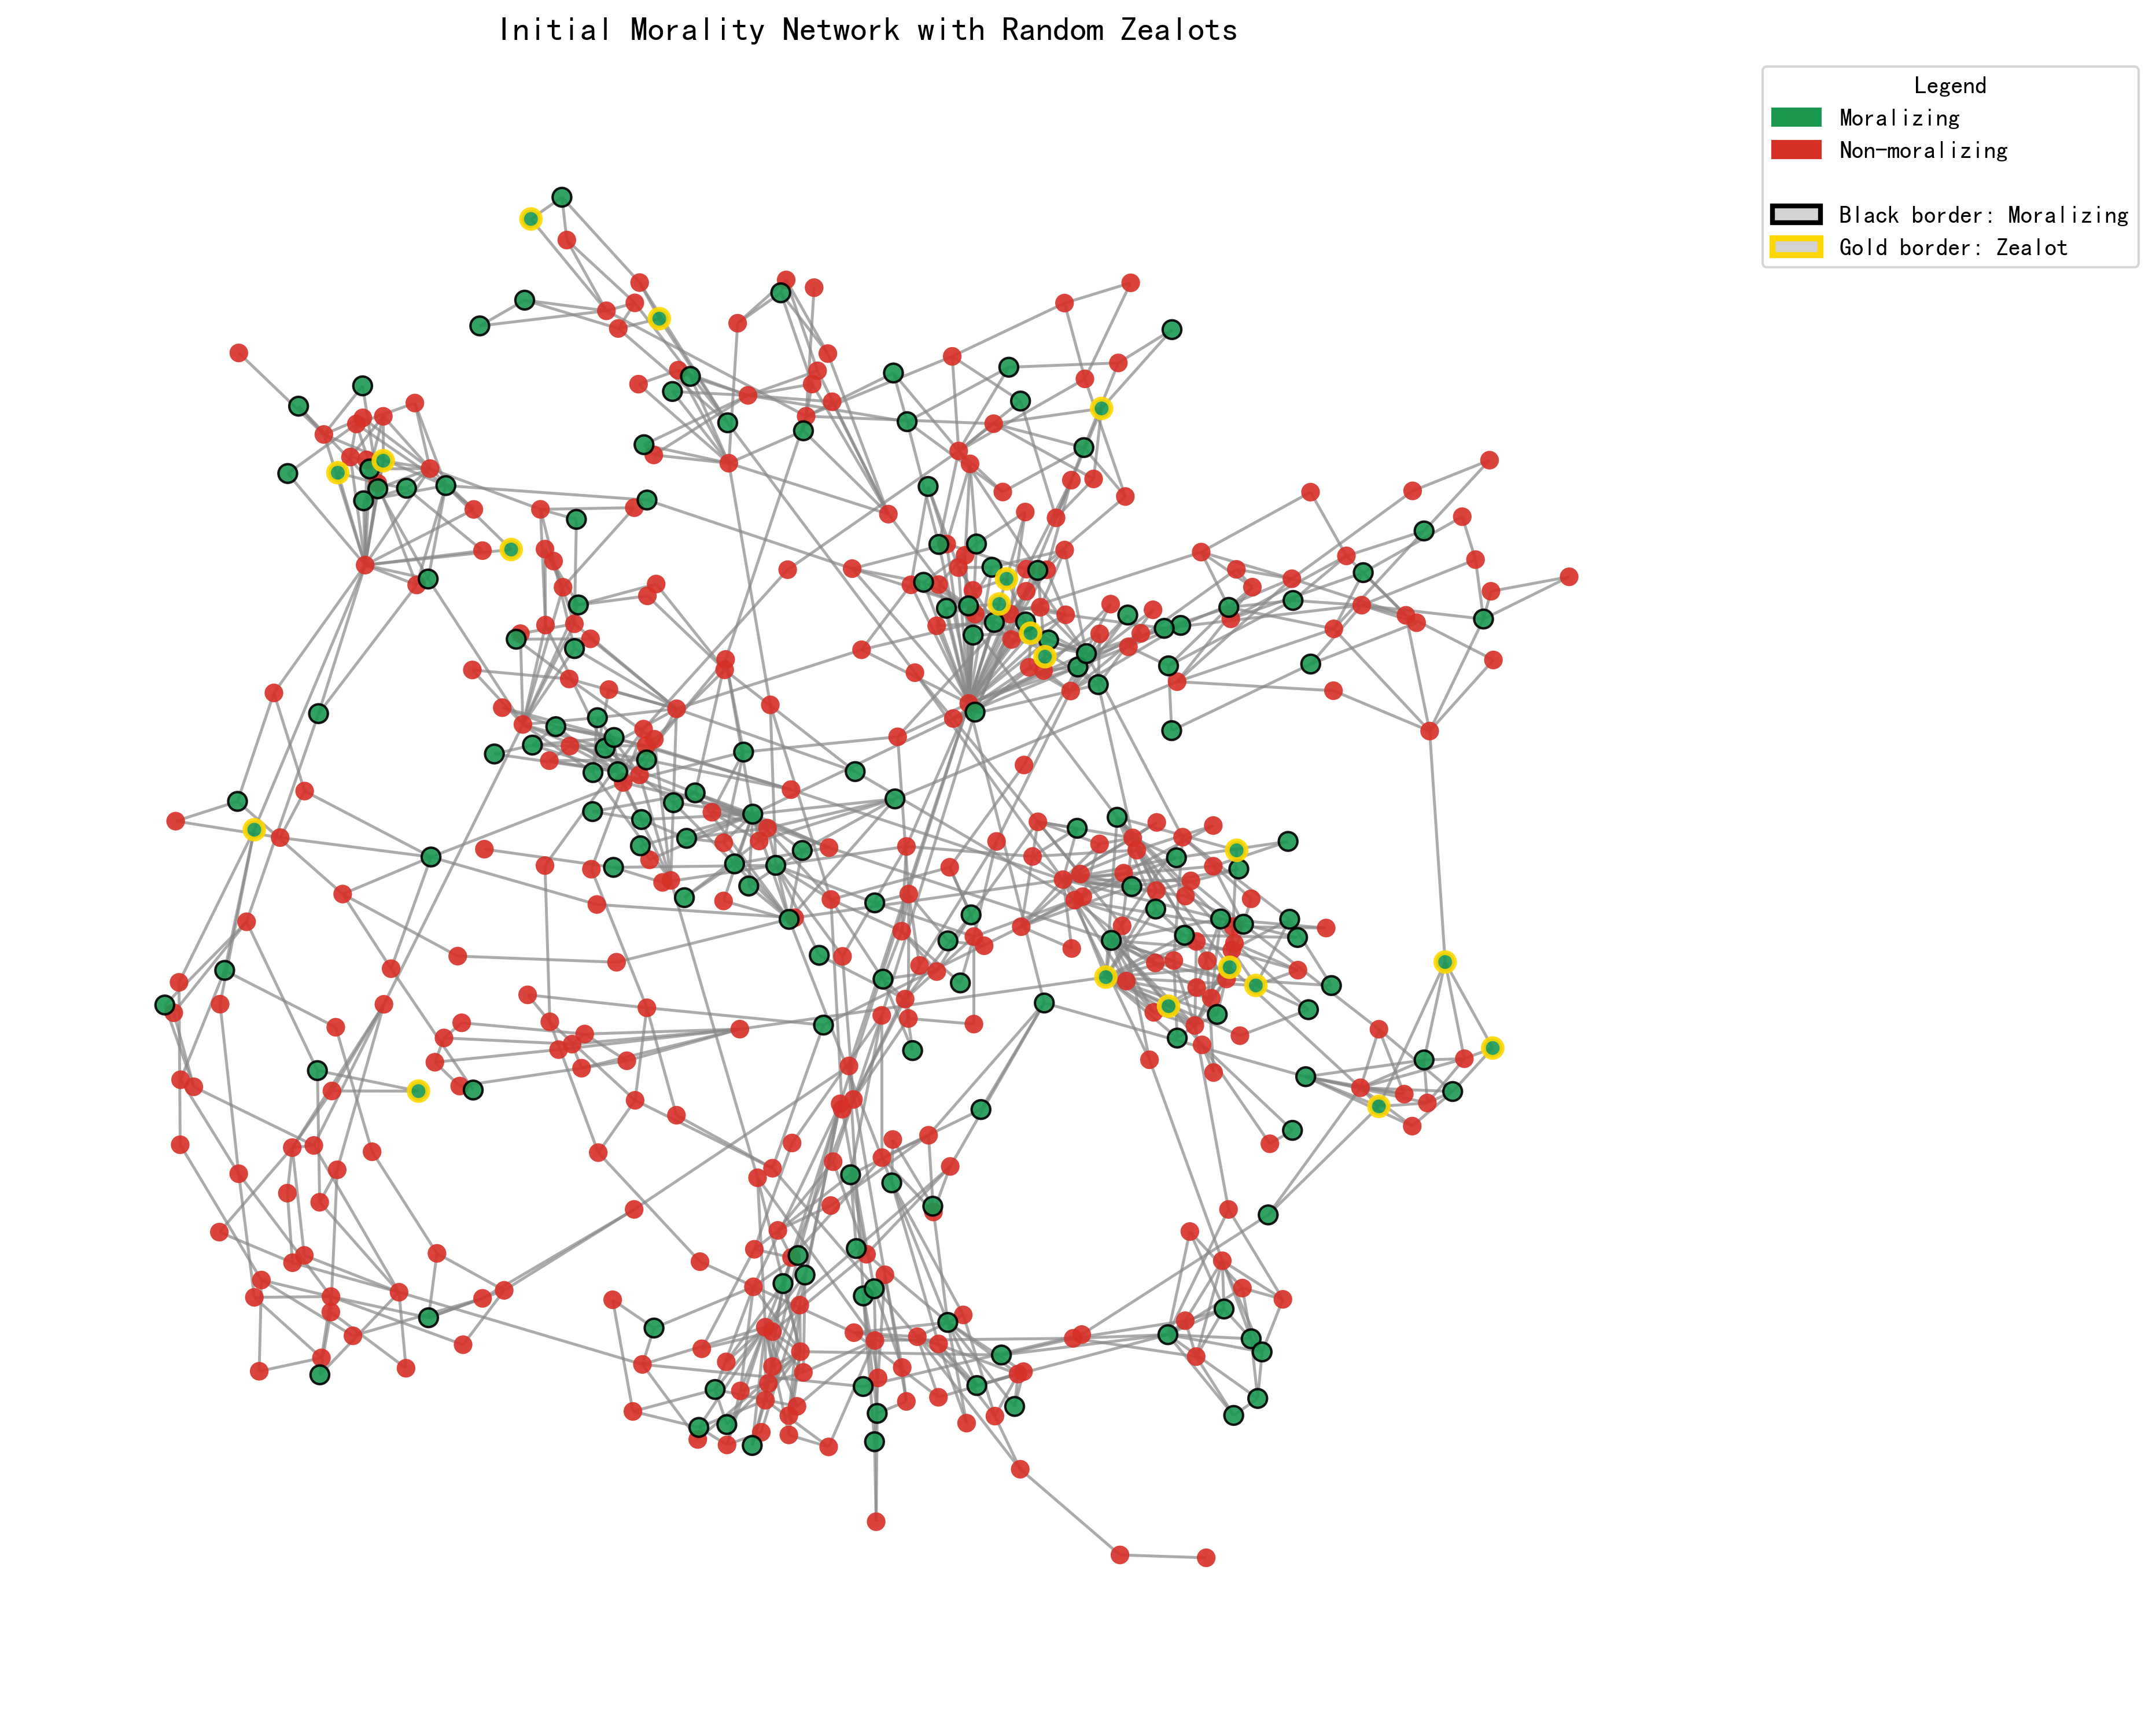 Initial Morality Network with Random Zealots
Legend
Moralizing
Non-moralizing
Black border: Moralizing
Gold border: Zealot